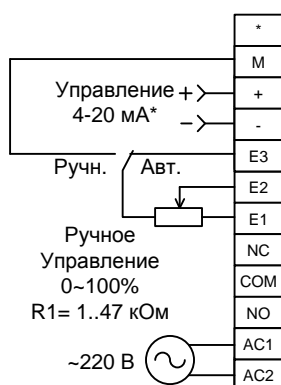 *
M
Управление +
+
4-20 мА*
−
-
E3
Ручн.
Авт.
E2
E1
Ручное
Управление
0~100%
R1= 1..47 кОм
NC
COM
NO
~220 В
AC1
AC2